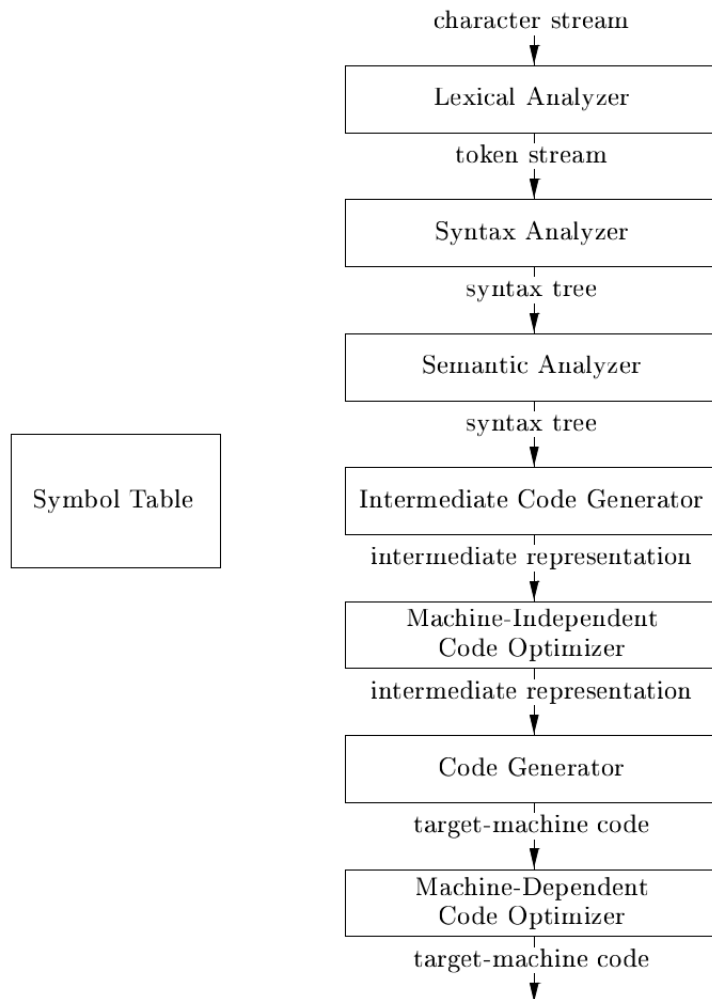 character stream
Lexical Analyzer
token stream
Syntax Analyzer
syntax tree
Semantic Analyzer
syntax tree
Symbol Table
Intermediate Code Generator
intermediate representation
Machine-Independent
Code Optimizer
intermediate representation
Code Generator
target-machine code
Machine-Dependent
Code Optimizer
target-machine code